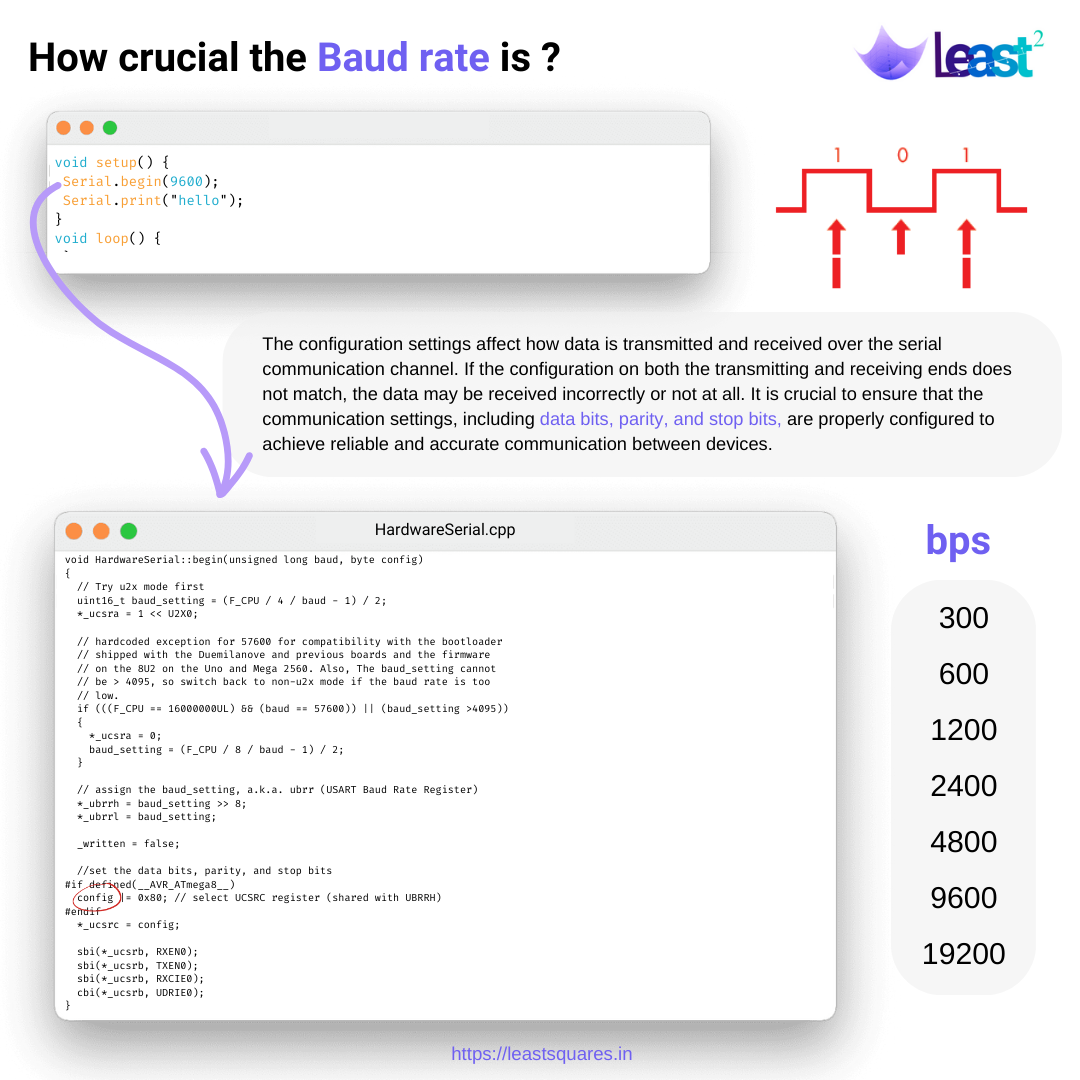 How crucial the Baud rate is ?
Least²
void setup() {
Serial.begin(9600);
Serial.print("hello");
}
void loop() {
1 0 1
The configuration settings affect how data is transmitted and received over the serial
communication channel. If the configuration on both the transmitting and receiving ends does
not match, the data may be received incorrectly or not at all. It is crucial to ensure that the
communication settings, including data bits, parity, and stop bits, are properly configured to
achieve reliable and accurate communication between devices.
HardwareSerial.cpp
void HardwareSerial::begin(unsigned long baud, byte config)
{
// Try u2x mode first
uint16_t baud_setting = (F_CPU / 4 / baud - 1) / 2;
*_ucsra = 1 << U2X0;
// hardcoded exception for 57600 for compatibility with the bootloader
// shipped with the Duemilanove and previous boards and the firmware
// on the 8U2 on the Uno and Mega 2560. Also, The baud_setting cannot
// be > 4095, so switch back to non-u2x mode if the baud rate is too
// low.
if (((F_CPU == 16000000UL) && (baud == 57600)) || (baud_setting >4095))
{
*_ucsra = 0;
baud_setting = (F_CPU / 8 / baud - 1) / 2;
}
// assign the baud_setting, a.k.a. ubrr (USART Baud Rate Register)
*_ubrrh = baud_setting >> 8;
*_ubrrl = baud_setting;
_written = false;
//set the data bits, parity, and stop bits
#if defined(__AVR_ATmega8__)
config |= 0x80; // select UCSRC register (shared with UBRRH)
#endif
*_ucsrc = config;
sbi(*_ucsrb, RXEN0);
sbi(*_ucsrb, TXEN0);
sbi(*_ucsrb, RXCIE0);
cbi(*_ucsrb, UDRIE0);
}
bps
300
600
1200
2400
4800
9600
19200
https://leastsquares.in